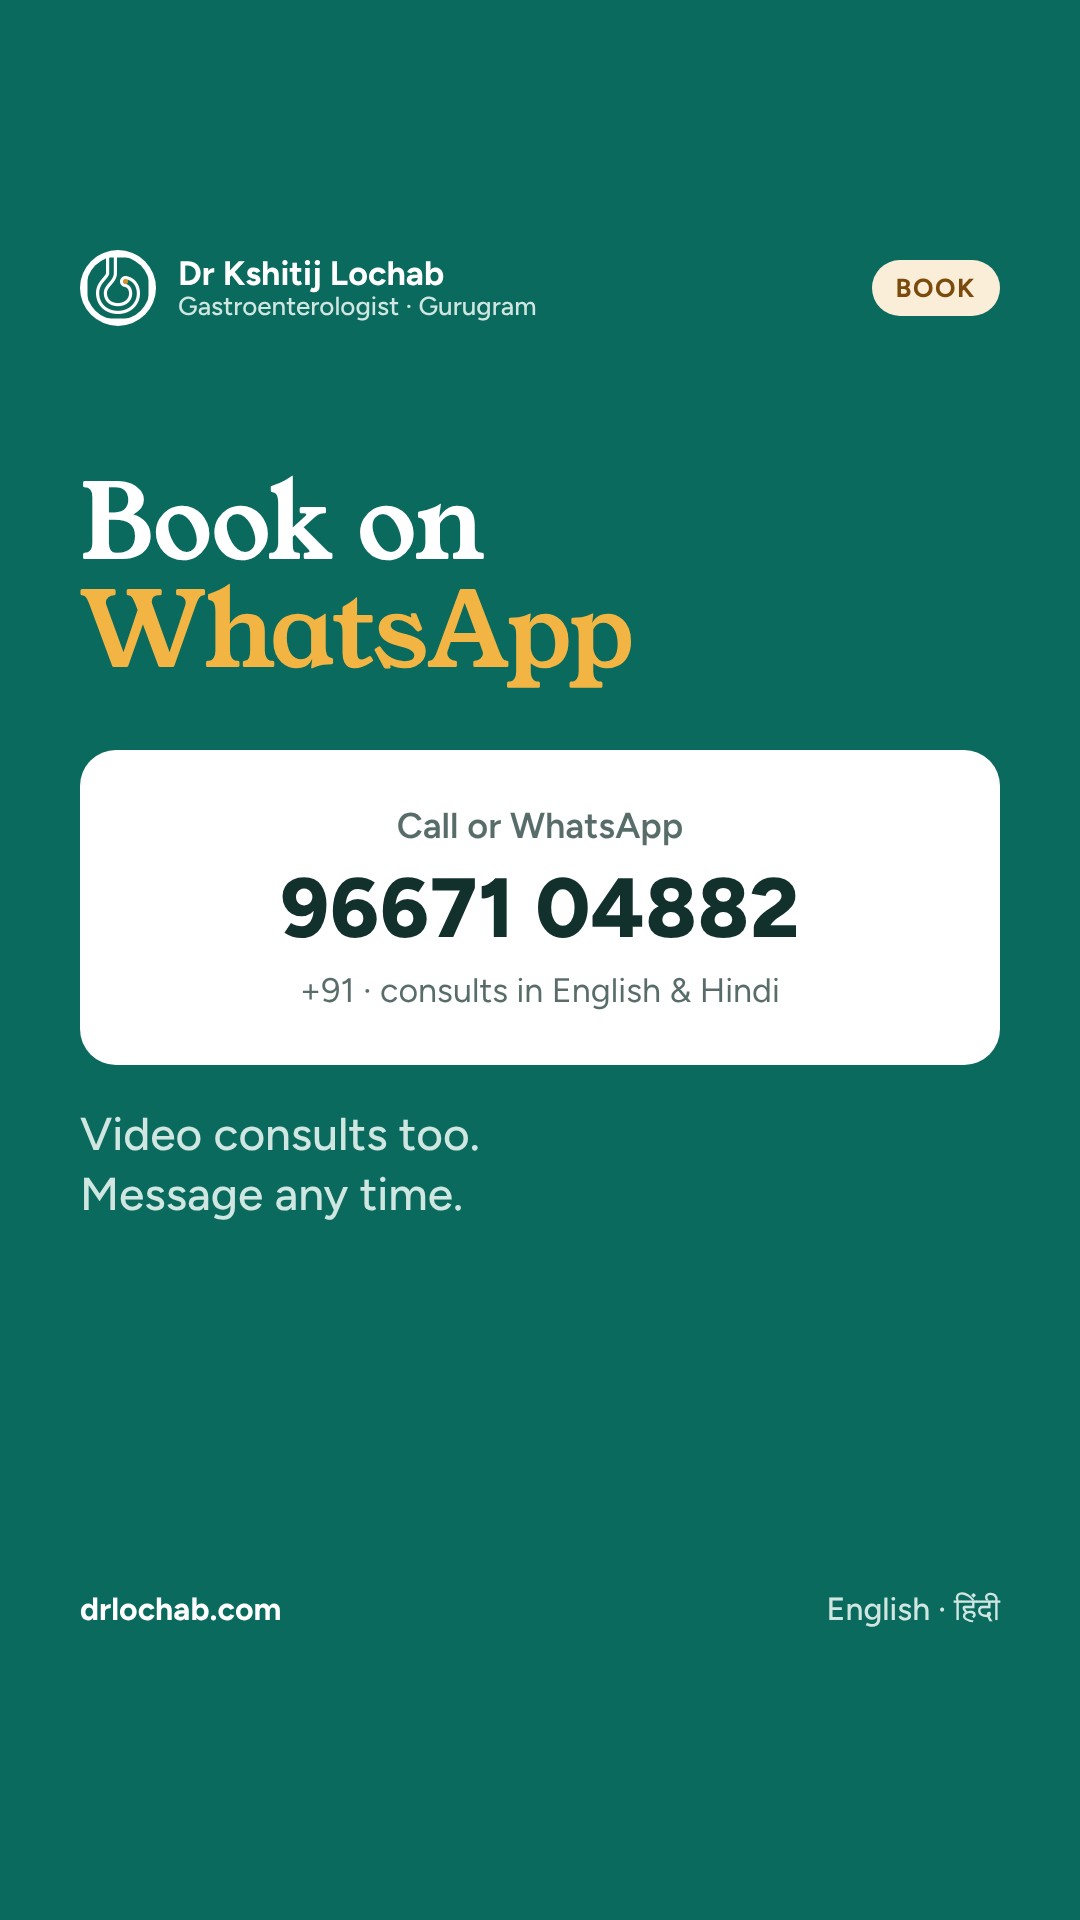 Dr Kshitij Lochab
Gastroenterologist · Gurugram
BOOK
Book on
WhatsApp
Call or WhatsApp
96671 04882
+91 · consults in English & Hindi
Video consults too.
Message any time.
drlochab.com
English · हिंदी